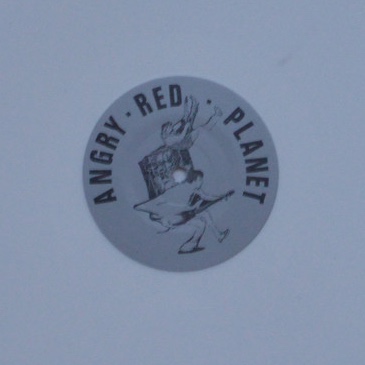 ANGRY · RED · PLANET